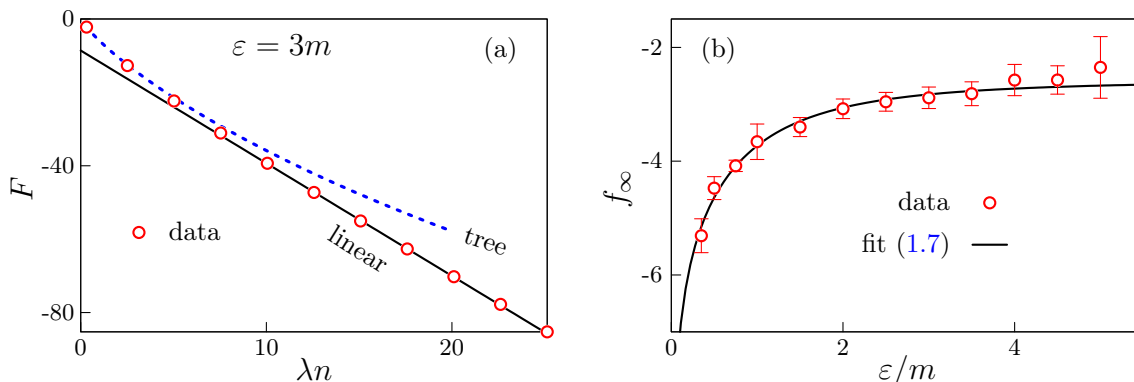 0
-40
-80
F
ε = 3m
(a)
data
linear
tree
0
10
20
λn
-2
-4
-6
f∞
(b)
data
fit (1.7)
0
2
4
ε/m